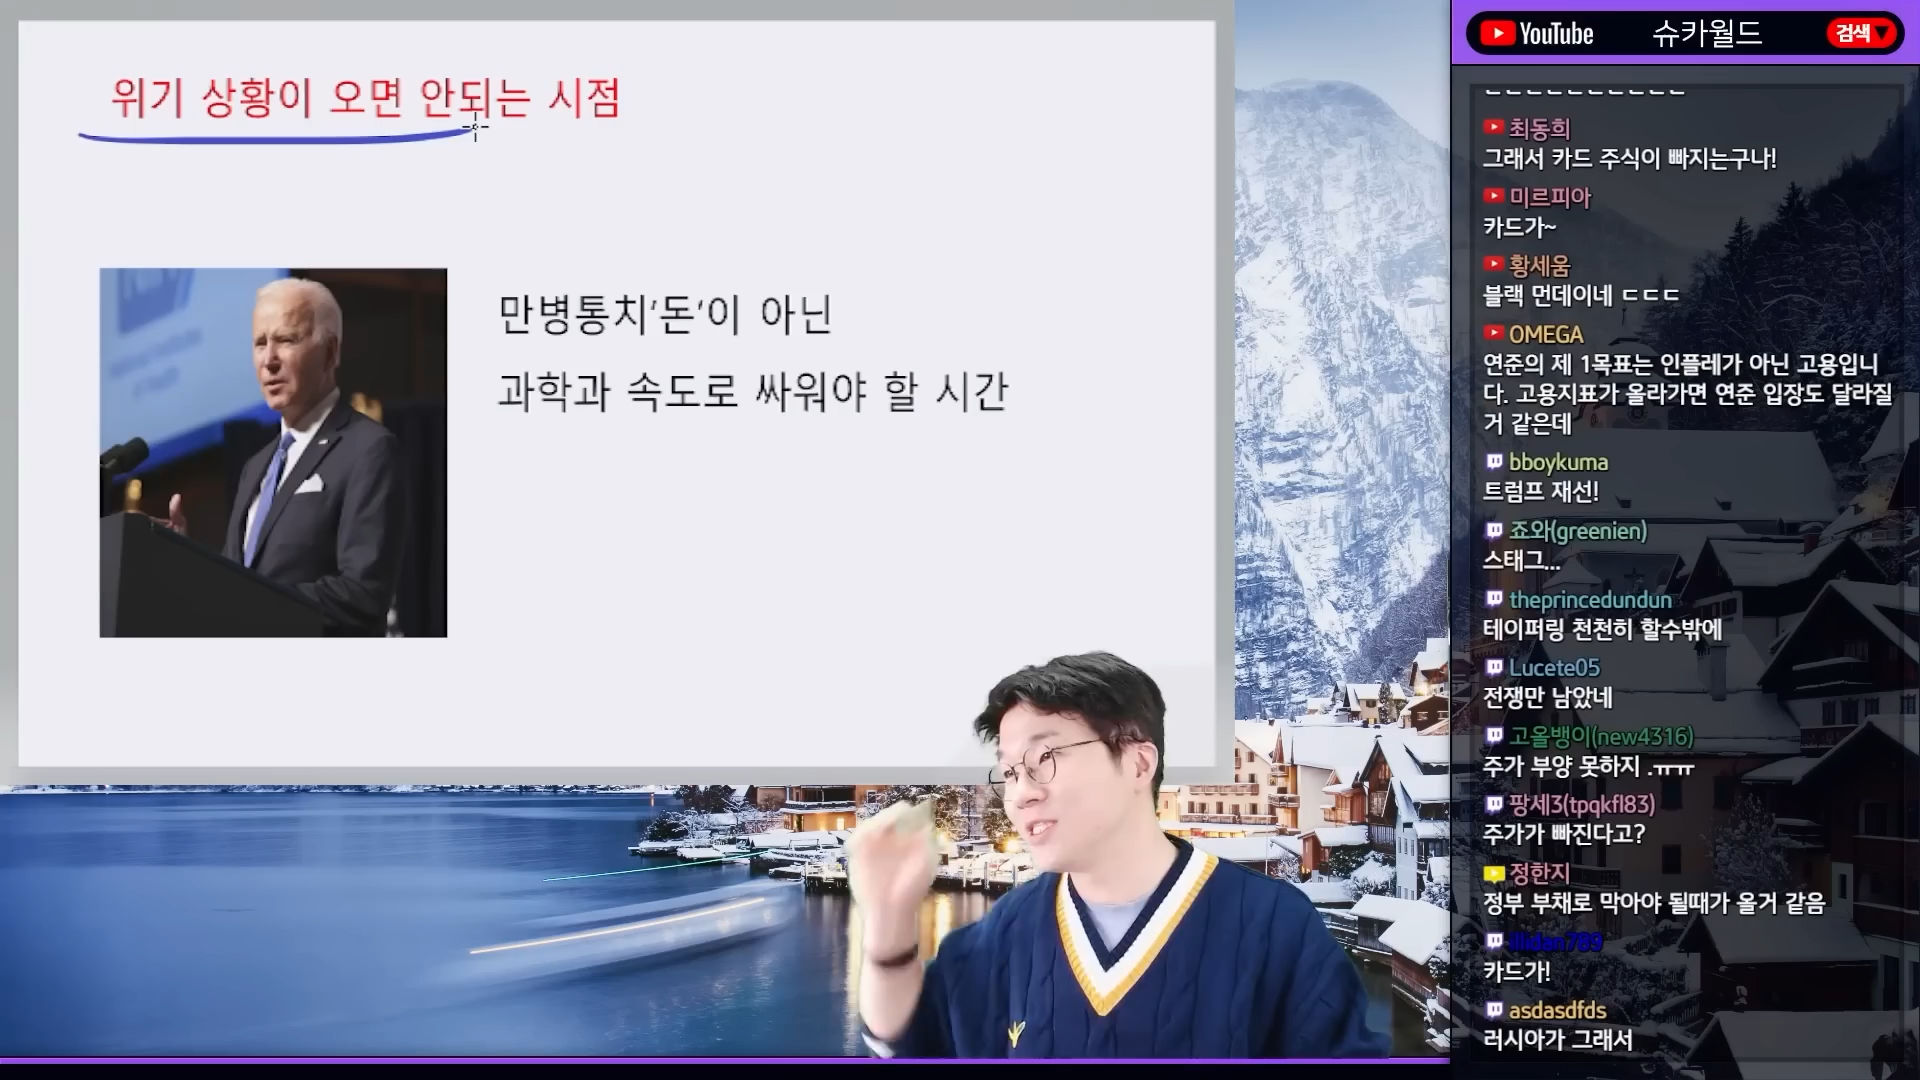 위기 상황이 오면 안되는 시점
만병통치'돈'이 아닌
과학과 속도로 싸워야 할 시간
YouTube 슈카월드 검색▼
최동희
그래서 카드 주식이 빠지는구나!
미르피아
카드가~
황세움
블랙 먼데이네 ㄷㄷㄷ
OMEGA
연준의 제 1목표는 인플레가 아닌 고용입니
다. 고용지표가 올라가면 연준 입장도 달라질
거 같은데
bboykuma
트럼프 재선!
죠와(greenien)
스태그...
theprincedundun
테이퍼링 천천히 할수밖에
Lucete05
전쟁만 남았네
고올뱅이(new4316)
주가 부양 못하지 .ㅠㅠ
팡세3(tpqkfl83)
주가가 빠진다고?
정한지
정부 부채로 막아야 될때가 올거 같음
illidan789
카드가!
asdasdfds
러시아가 그래서